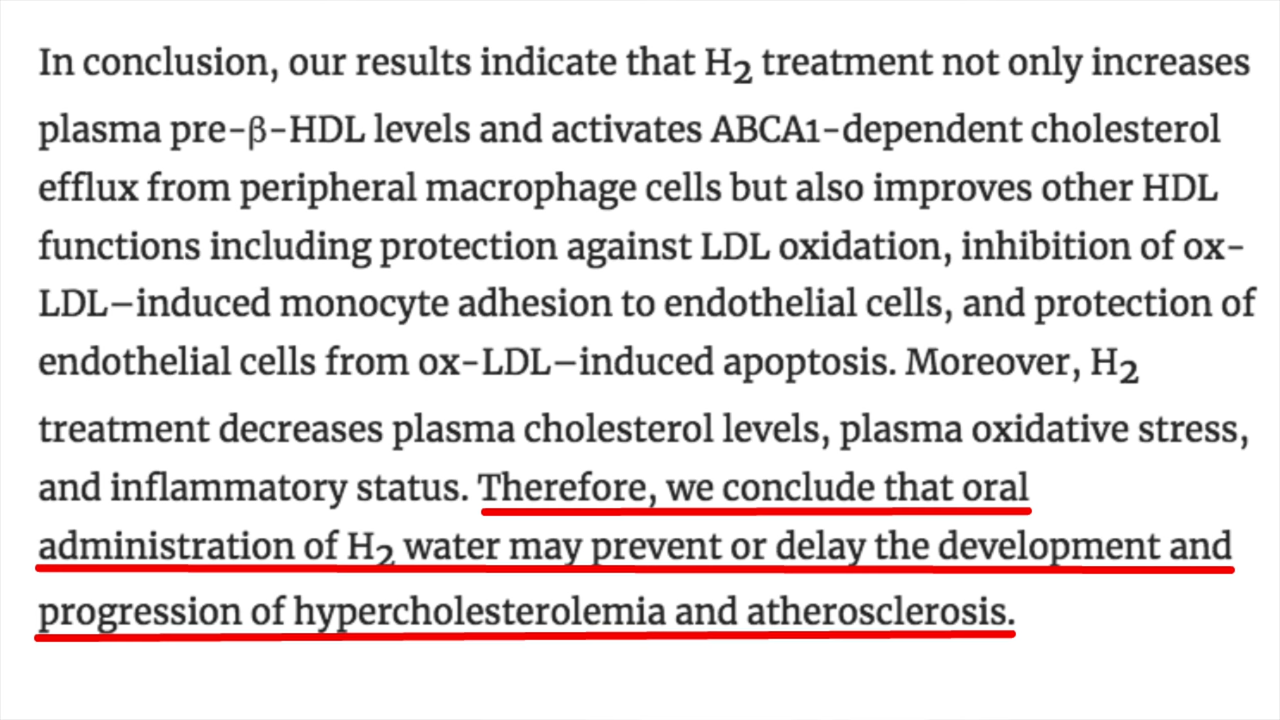 In conclusion, our results indicate that H₂ treatment not only increases
plasma pre-β-HDL levels and activates ABCA1-dependent cholesterol
efflux from peripheral macrophage cells but also improves other HDL
functions including protection against LDL oxidation, inhibition of ox-
LDL–induced monocyte adhesion to endothelial cells, and protection of
endothelial cells from ox-LDL–induced apoptosis. Moreover, H₂
treatment decreases plasma cholesterol levels, plasma oxidative stress,
and inflammatory status. Therefore, we conclude that oral
administration of H₂ water may prevent or delay the development and
progression of hypercholesterolemia and atherosclerosis.